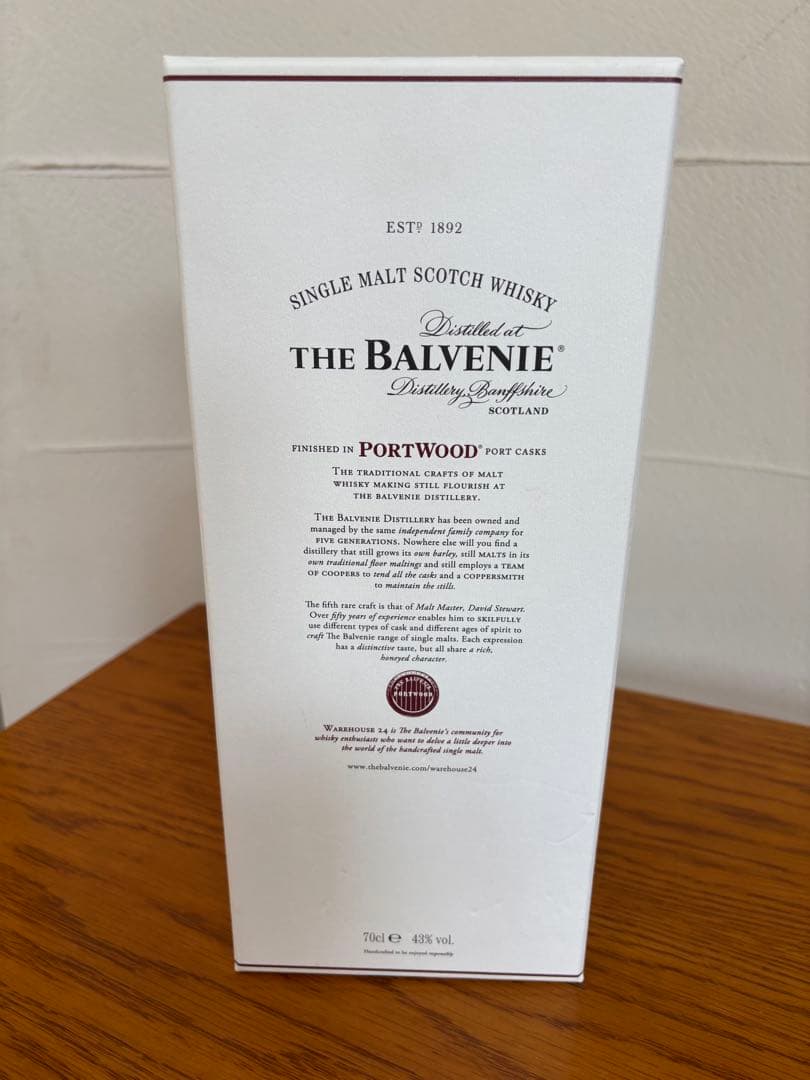 ESTD 1892
SINGLE MALT SCOTCH WHISKY
Distilled at
THE BALVENIE®
Distillery, Banffshire
SCOTLAND
FINISHED IN PORTWOOD® PORT CASKS
THE TRADITIONAL CRAFTS OF MALT
WHISKY MAKING STILL FLOURISH AT
THE BALVENIE DISTILLERY.
THE BALVENIE DISTILLERY has been owned and
managed by the same independent family company for
FIVE GENERATIONS. Nowhere else will you find a
distillery that still grows its own barley, still MALTS in its
own traditional floor maltings and still employs a TEAM
OF COOPERS to tend all the casks and a COPPERSMITH
to maintain the stills.
The fifth rare craft is that of Malt Master, David Stewart.
Over fifty years of experience enables him to SKILFULLY
use different types of cask and different ages of spirit to
craft The Balvenie range of single malts. Each expression
has a distinctive taste, but all share a rich,
honeyed character.
THE BALVENIE
PORTWOOD
WAREHOUSE 24 is The Balvenie's community for
whisky enthusiasts who want to delve a little deeper into
the world of the handcrafted single malt.
www.thebalvenie.com/warehouse24
70cl ℮ 43% vol.
Handcrafted to be enjoyed responsibly